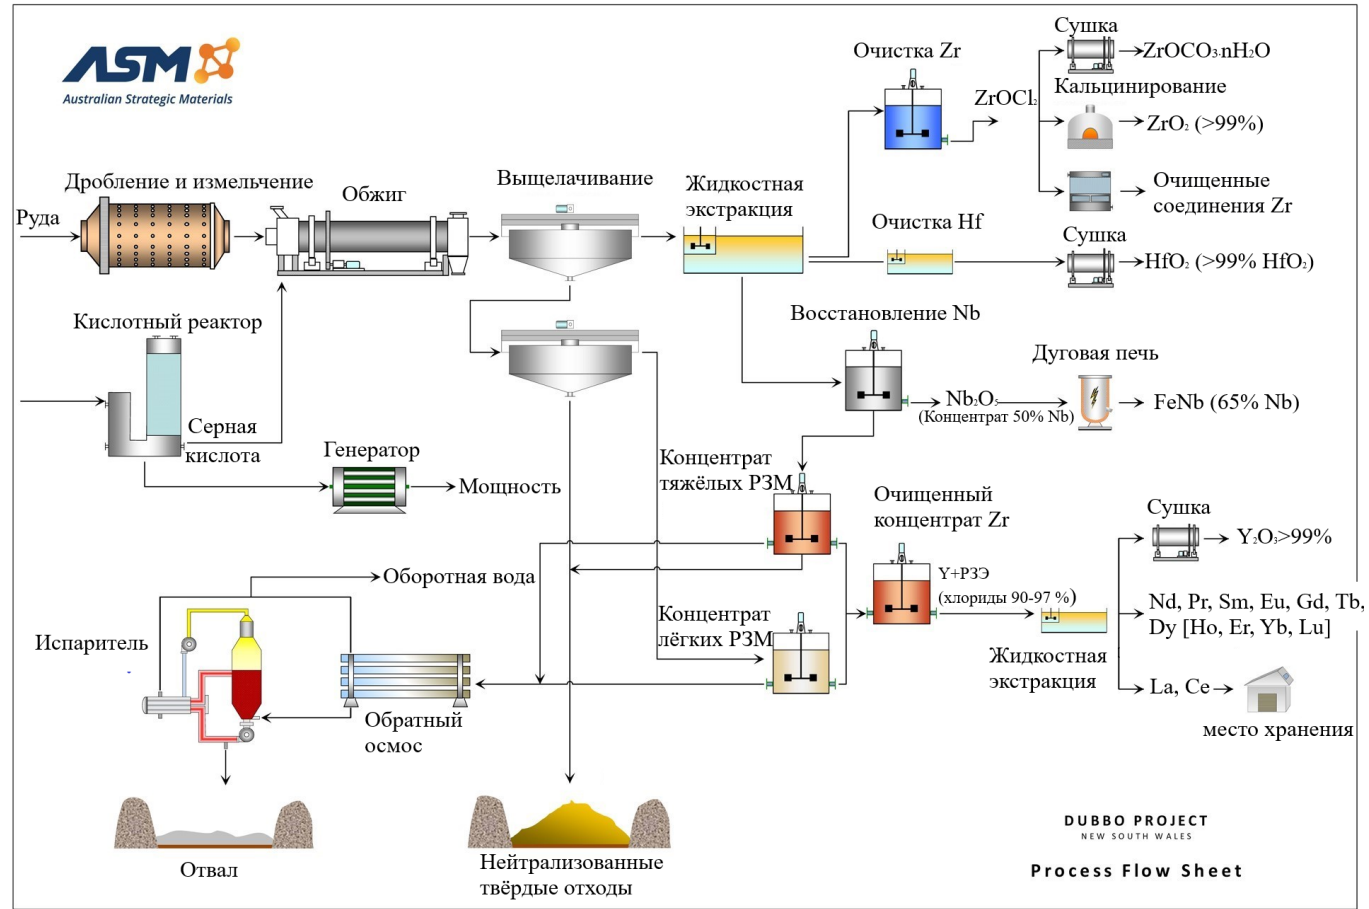 ASM
Australian Strategic Materials
Сушка
Очистка Zr
ZrOCO₃.nH₂O
Кальцинирование
ZrOCl₂
ZrO₂ (>99%)
Дробление и измельчение
Обжиг
Выщелачивание
Жидкостная
экстракция
Очищенные
соединения Zr
Руда
Очистка Hf
Сушка
HfO₂ (>99% HfO₂)
Кислотный реактор
Восстановление Nb
Дуговая печь
Nb₂O₅
(Концентрат 50% Nb)
FeNb (65% Nb)
Серная
кислота
Генератор
Мощность
Концентрат
тяжёлых РЗМ
Очищенный
концентрат Zr
Сушка
Y₂O₃>99%
Оборотная вода
Y+РЗЭ
(хлориды 90-97 %)
Nd, Pr, Sm, Eu, Gd, Tb,
Dy [Ho, Er, Yb, Lu]
Испаритель
Концентрат
лёгких РЗМ
Жидкостная
экстракция
La, Ce
место хранения
Обратный
осмос
Отвал
Нейтрализованные
твёрдые отходы
DUBBO PROJECT
NEW SOUTH WALES
Process Flow Sheet